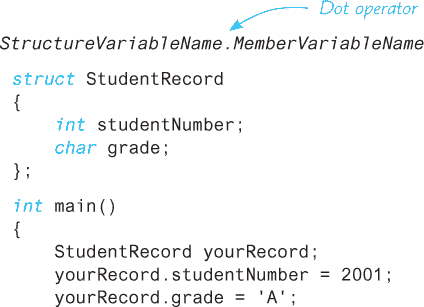 Dot operator
StructureVariableName.MemberVariableName
struct StudentRecord
{
    int studentNumber;
    char grade;
};
int main()
{
    StudentRecord yourRecord;
    yourRecord.studentNumber = 2001;
    yourRecord.grade = 'A';